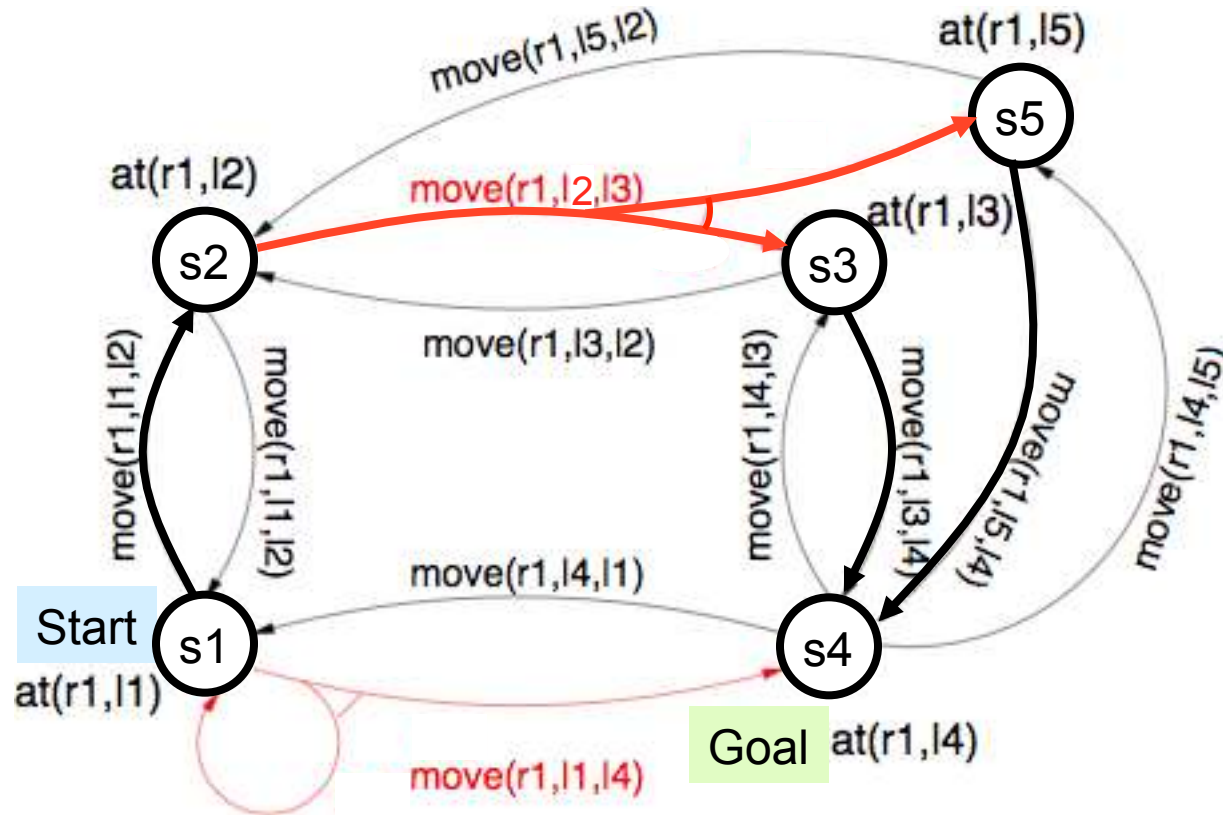 move(r1,l5,l2)
at(r1,l5)
s5
at(r1,l2)
move(r1,l2,l3)
at(r1,l3)
s2
s3
move(r1,l3,l2)
move(r1,l1,l2)
move(r1,l1,l2)
move(r1,l4,l3)
move(r1,l3,l4)
move(r1,l5,l4)
move(r1,l4,l5)
move(r1,l4,l1)
Start
s1
s4
at(r1,l1)
Goal
at(r1,l4)
move(r1,l1,l4)